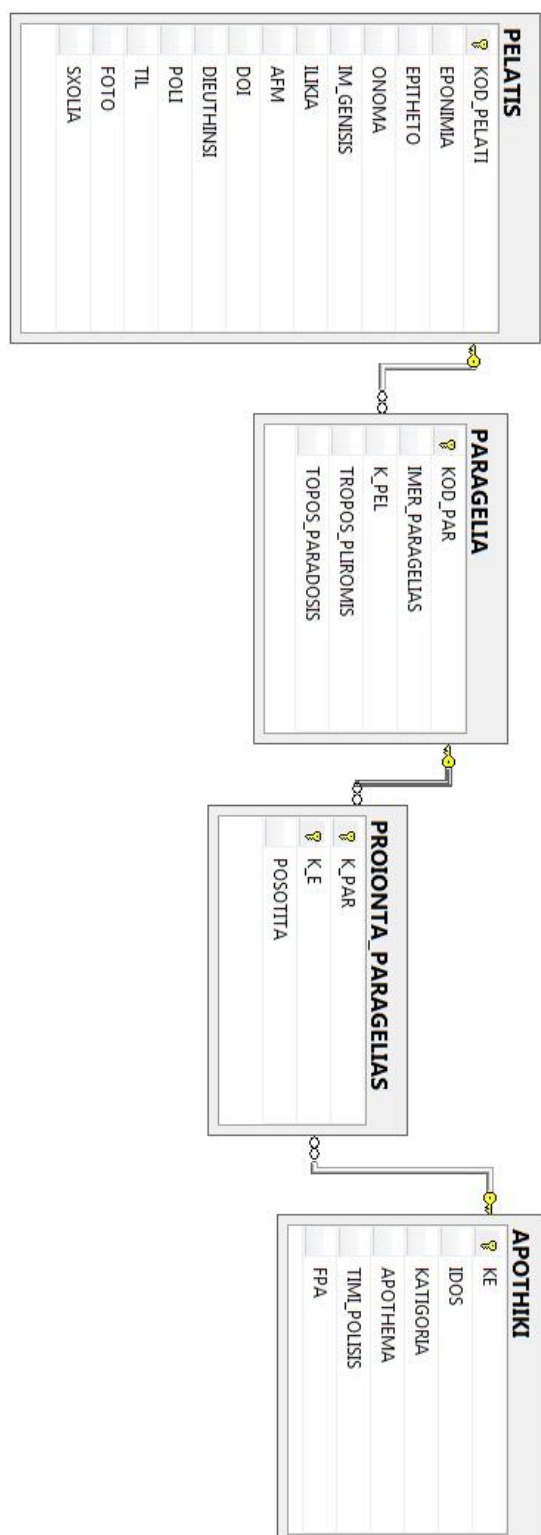 PELATIS
KOD_PELATI
EPONIMIA
EPITHETO
ONOMA
IM_GENISIS
ILIKIA
AFM
DOI
DIEUTHINSI
POLI
TIL
FOTO
SXOLIA
PARAGELIA
KOD_PAR
IMER_PARAGELIAS
K_PEL
TROPOS_PLIROMIS
TOPOS_PARADOSIS
PROIONTA_PARAGELIAS
K_PAR
K_E
POSOTITA
APOTHIKI
KE
IDOS
KATIGORIA
APOTHEMA
TIMI_POLISIS
FPA